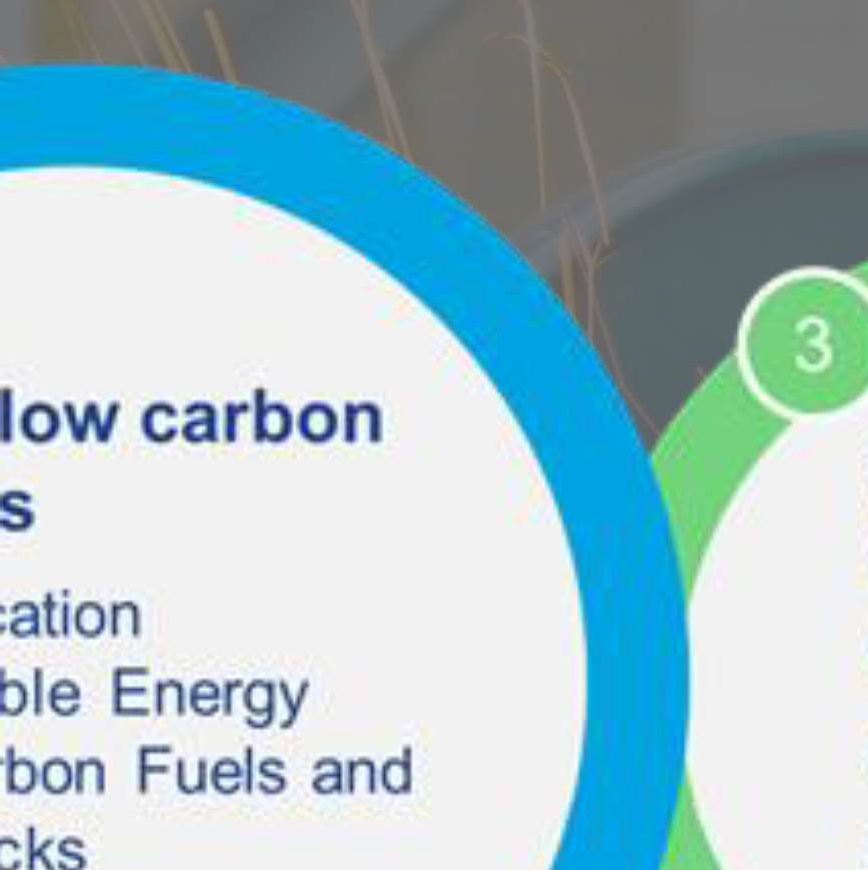 low carbon
s
cation
ble Energy
rbon Fuels and
cks
3